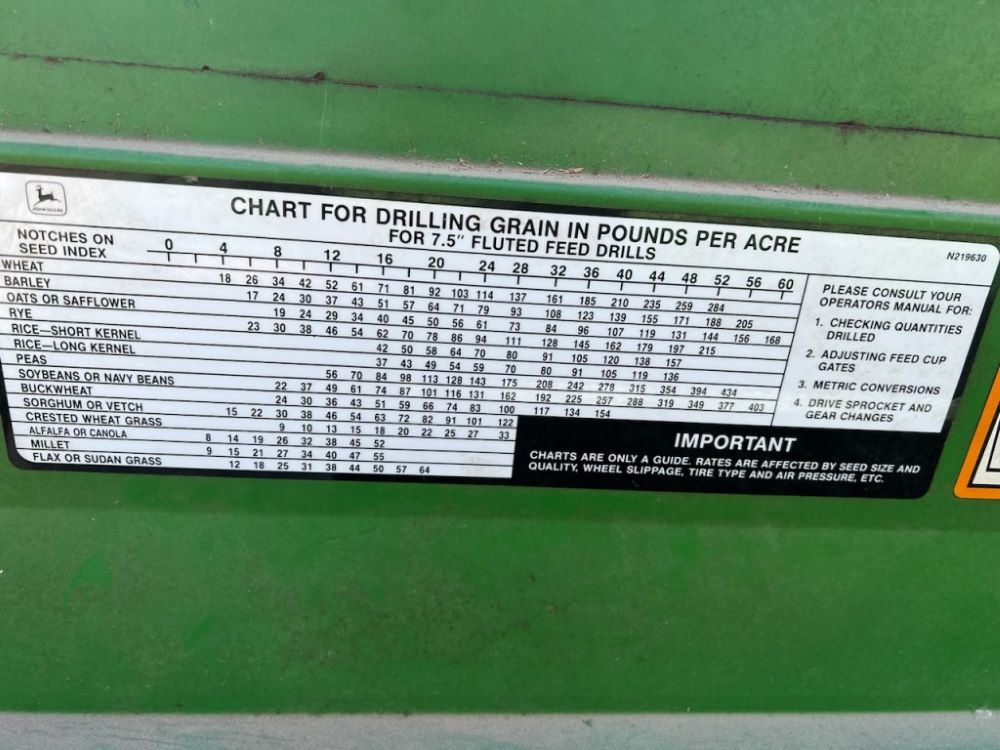 JOHN DEERE
CHART FOR DRILLING GRAIN IN POUNDS PER ACRE
FOR 7.5" FLUTED FEED DRILLS
N219630
NOTCHES ON
SEED INDEX
0 4 8 12 16 20 24 28 32 36 40 44 48 52 56 60
WHEAT 18 26 34 42 52 61 71 81 92 103 114 137 161 185 210 235 259 284
BARLEY 17 24 30 37 43 51 57 64 71 79 93 108 123 139 155 171 188 205
OATS OR SAFFLOWER 19 24 29 34 40 45 50 56 61 73 84 96 107 119 131 144 156 168
RYE 23 30 38 46 54 62 70 78 86 94 111 128 145 162 179 197 215
RICE—SHORT KERNEL 42 50 58 64 70 80 91 105 120 138 157
RICE—LONG KERNEL 37 43 49 54 59 70 80 91 105 119 136
PEAS 56 70 84 98 113 128 143 175 208 242 278 315 354 394 434
SOYBEANS OR NAVY BEANS 22 37 49 61 74 87 101 116 131 162 192 225 257 288 319 349 377 403
BUCKWHEAT 24 30 36 43 51 59 66 74 83 100 117 134 154
SORGHUM OR VETCH 15 22 30 38 46 54 63 72 82 91 101 122
CRESTED WHEAT GRASS 9 10 13 15 18 20 22 25 27 33
ALFALFA OR CANOLA 8 14 19 26 32 38 45 52
MILLET 9 15 21 27 34 40 47 55
FLAX OR SUDAN GRASS 12 18 25 31 38 44 50 57 64
PLEASE CONSULT YOUR
OPERATORS MANUAL FOR:
1. CHECKING QUANTITIES
DRILLED
2. ADJUSTING FEED CUP
GATES
3. METRIC CONVERSIONS
4. DRIVE SPROCKET AND
GEAR CHANGES
IMPORTANT
CHARTS ARE ONLY A GUIDE. RATES ARE AFFECTED BY SEED SIZE AND
QUALITY, WHEEL SLIPPAGE, TIRE TYPE AND AIR PRESSURE, ETC.